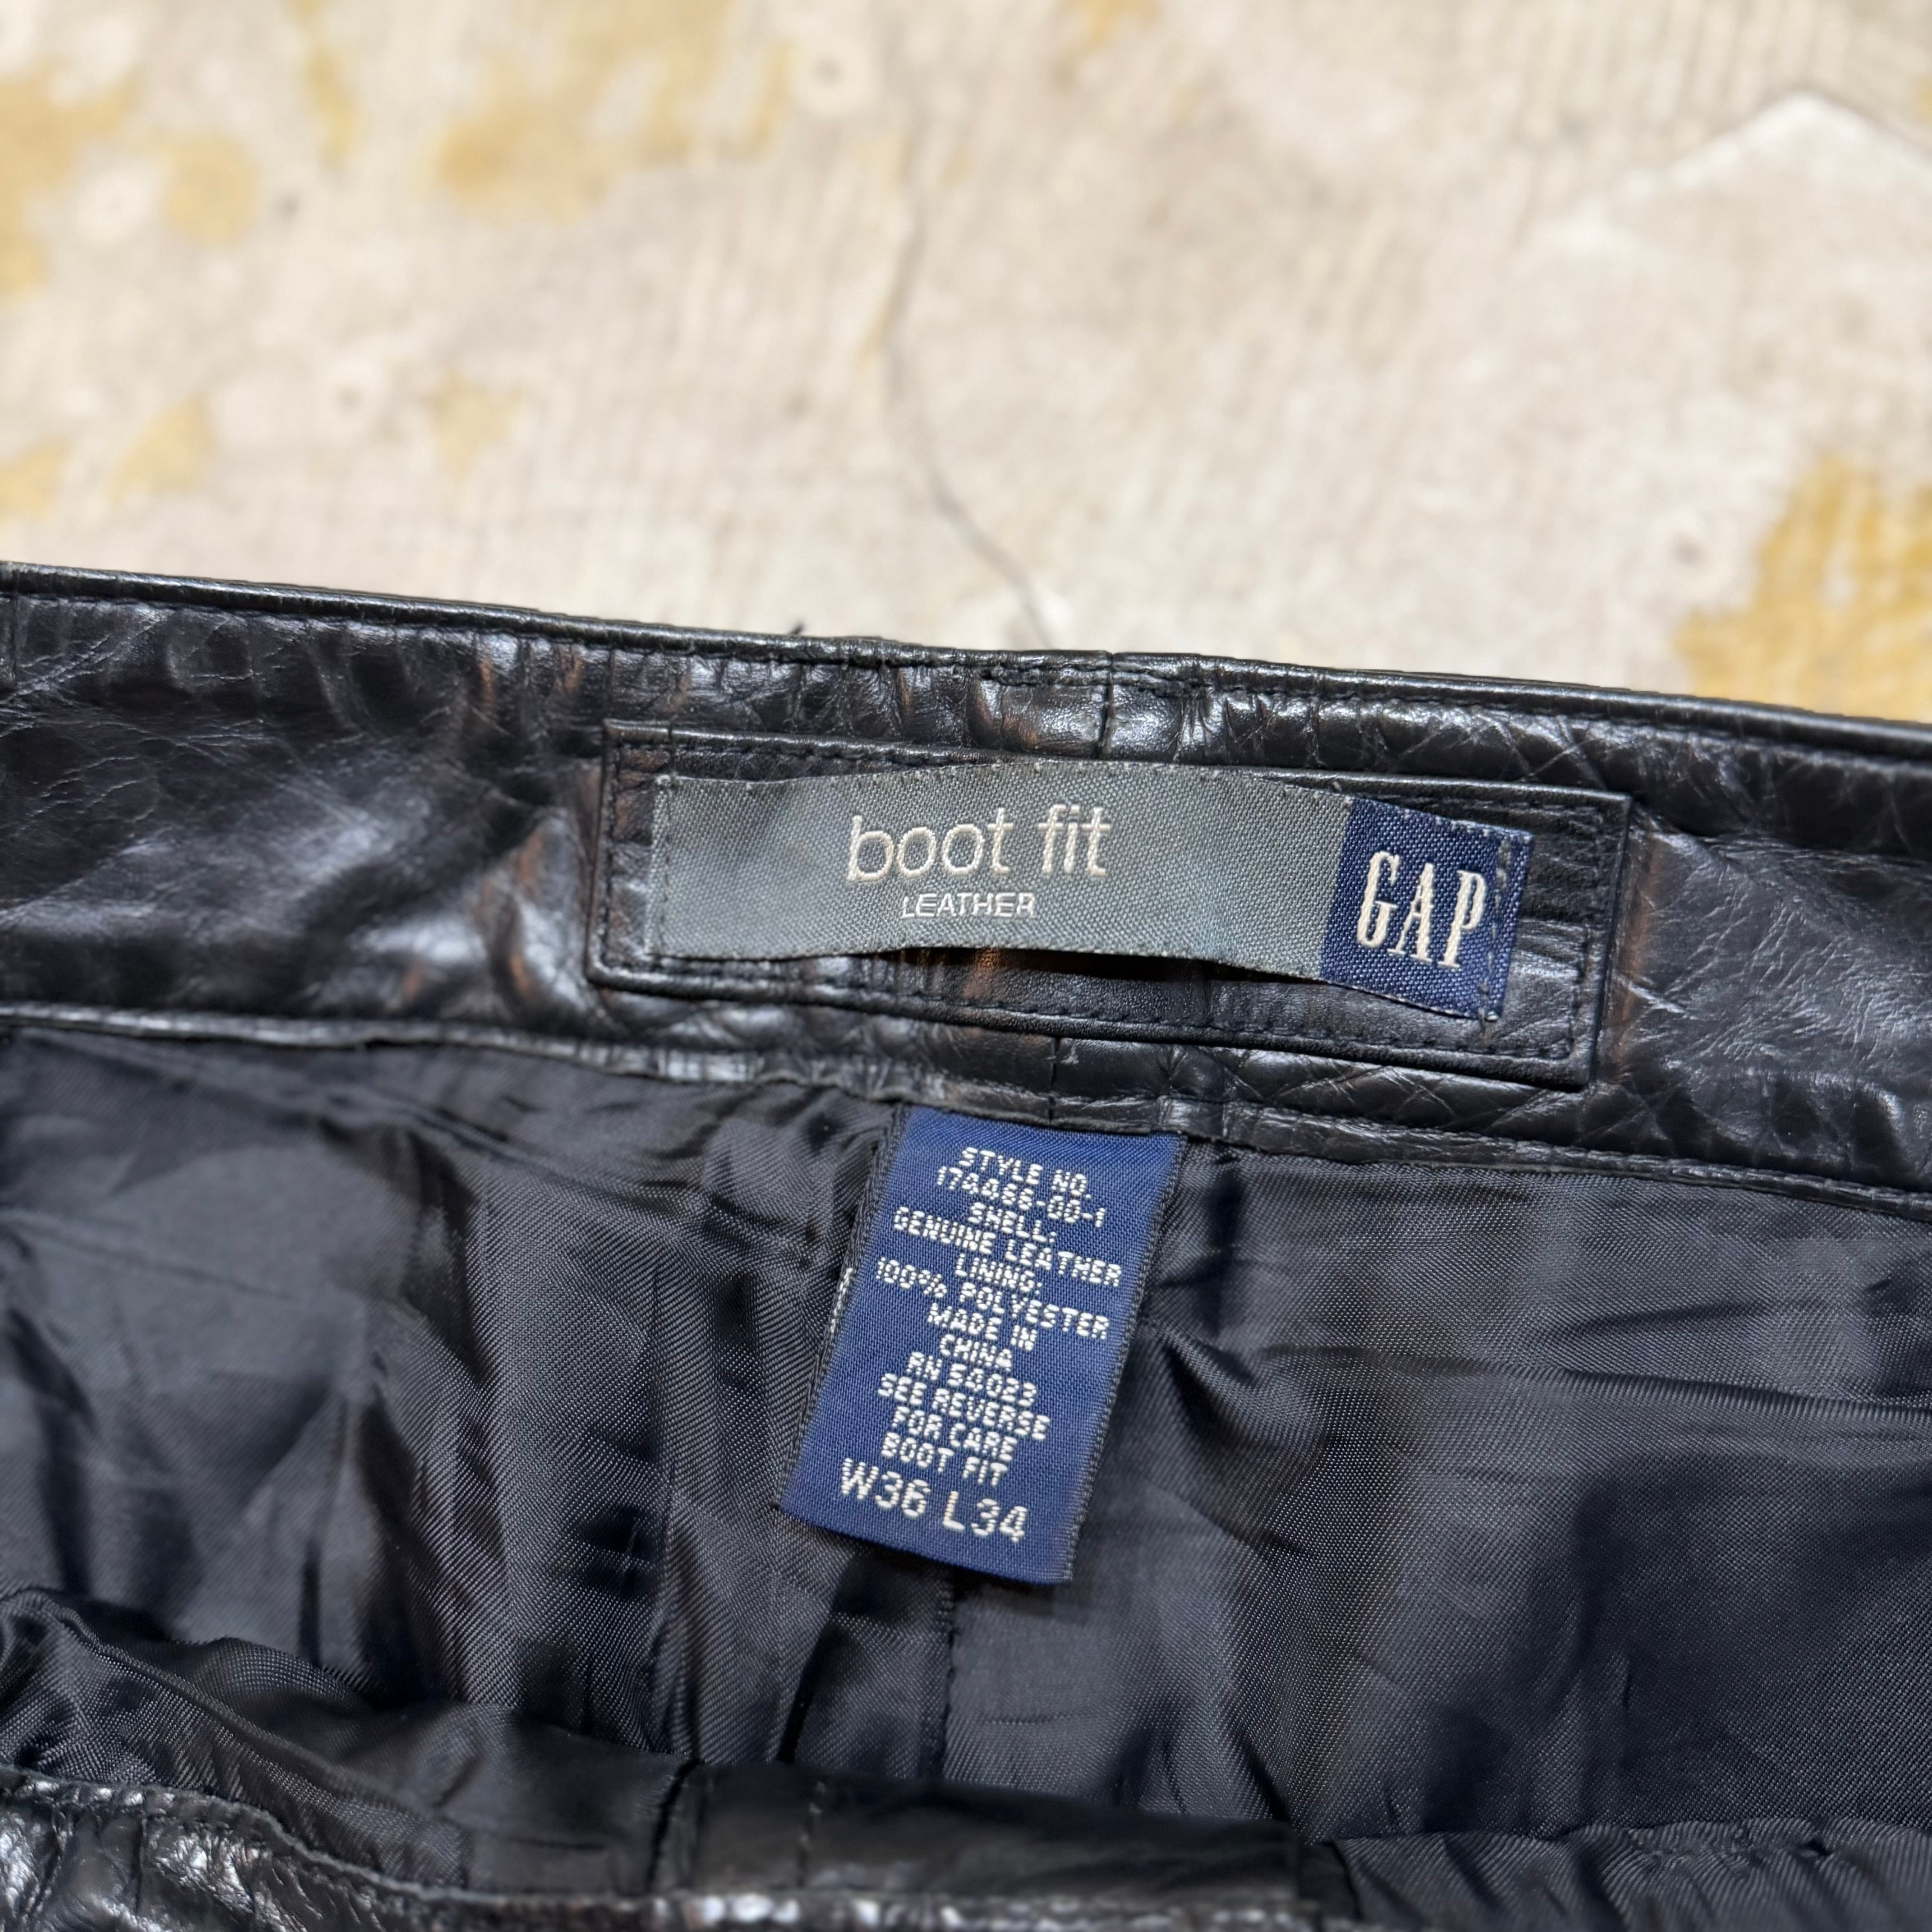 boot fit
LEATHER
GAP
STYLE NO.
174466-00-1
SHELL:
GENUINE LEATHER
LINING:
100% POLYESTER
MADE IN
CHINA
RN 54023
SEE REVERSE
FOR CARE
BOOT FIT
W36 L34